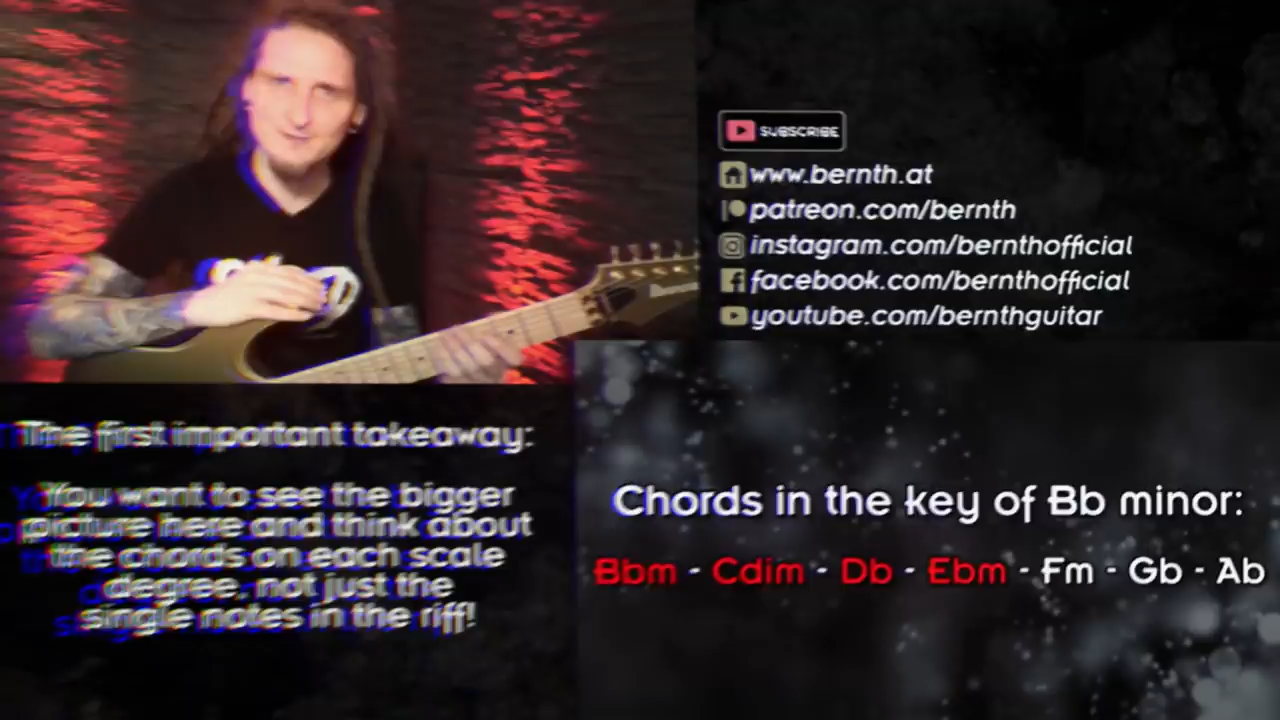 SUBSCRIBE
www.bernth.at
patreon.com/bernth
instagram.com/bernthofficial
facebook.com/bernthofficial
youtube.com/bernthguitar
The first important takeaway:
You want to see the bigger
picture here and think about
the chords on each scale
degree, not just the
single notes in the riff!
Chords in the key of Bb minor:
Bbm - Cdim - Db - Ebm - Fm - Gb - Ab